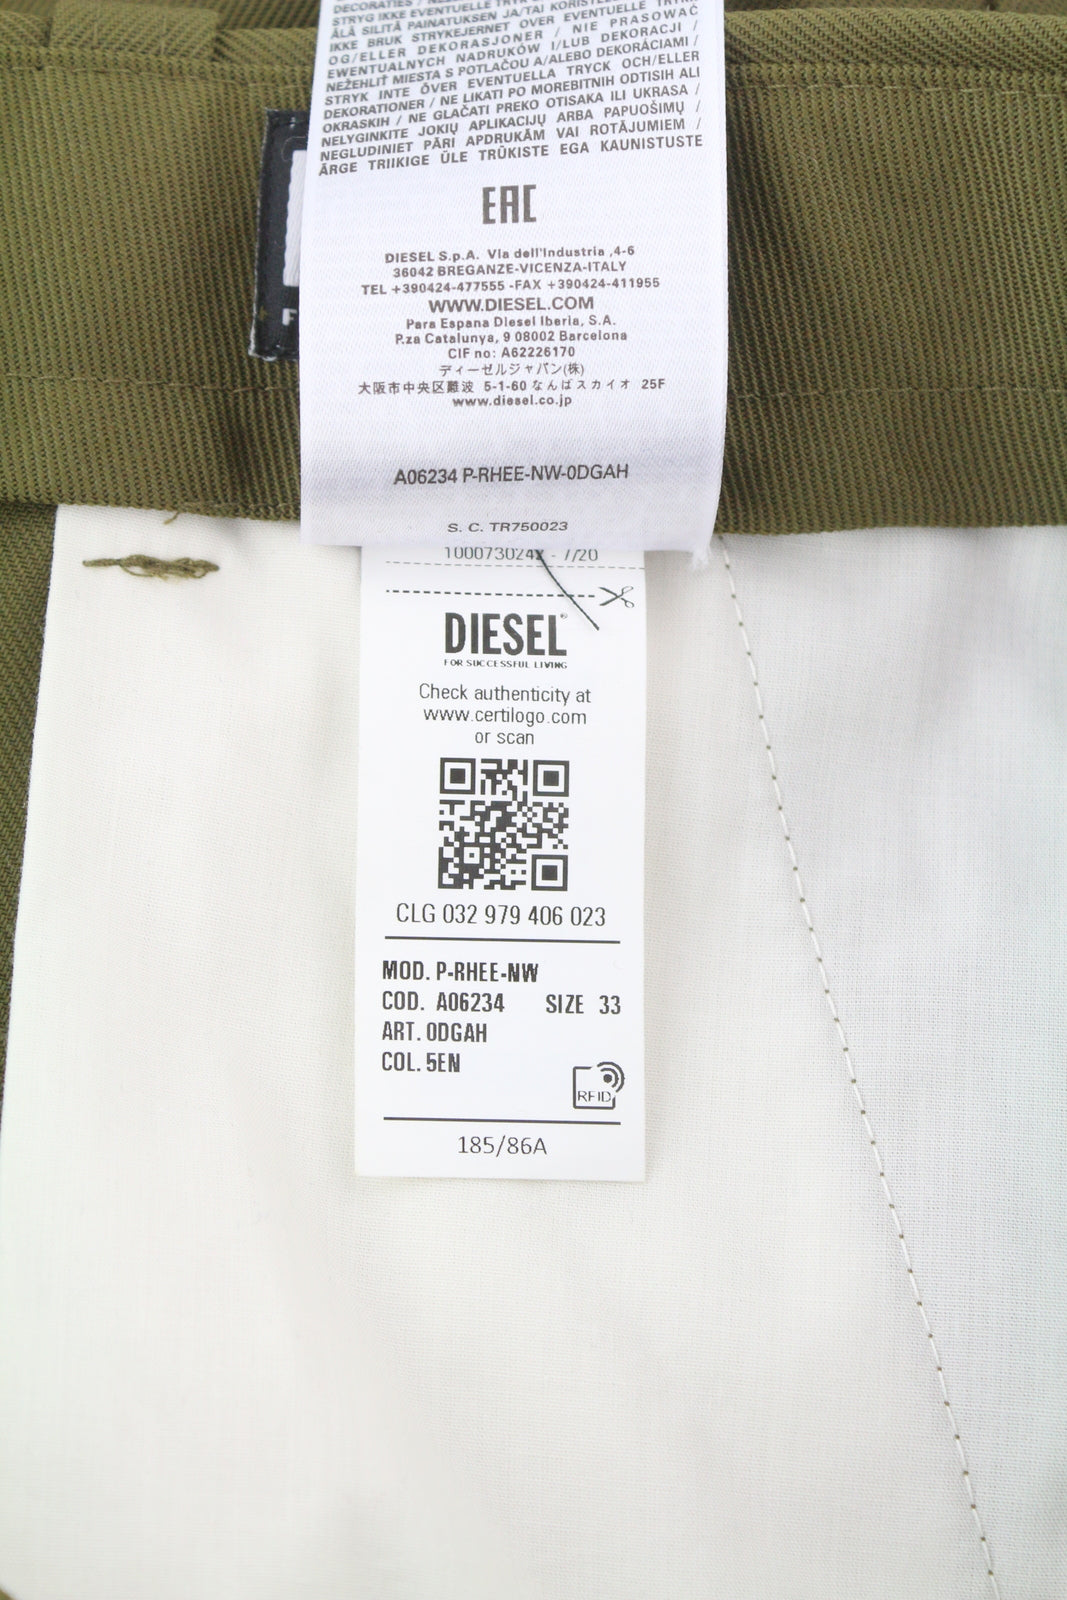 STRYG IKKE EVENTUELLE TRYK
ÄLÄ SILITÄ PAINATUKSEN JA/TAI KORISTEIDEN
IKKE BRUK STRYKEJERNET OVER EVENTUELLE TRYKK
OG/ELLER DEKORASJONER / NIE PRASOWAĆ
EWENTUALNYCH NADRUKÓW I/LUB DEKORACJI /
NEŽEHLIŤ MIESTA S POTLAČOU A/ALEBO DEKORÁCIAMI /
STRYK INTE ÖVER EVENTUELLA TRYCK OCH/ELLER
DEKORATIONER / NE LIKATI PO MOREBITNIH ODTISIH ALI
OKRASKIH / NE GLAČATI PREKO OTISAKA ILI UKRASA /
NELYGINKITE JOKIŲ APLIKACIJŲ ARBA PAPUOŠIMŲ /
NEGLUDINIET PĀRI APDRUKĀM VAI ROTĀJUMIEM /
ÄRGE TRIIKIGE ÜLE TRÜKISTE EGA KAUNISTUSTE
EAC
DIESEL S.p.A. Via dell'Industria ,4-6
36042 BREGANZE-VICENZA-ITALY
TEL +390424-477555 -FAX +390424-411955
WWW.DIESEL.COM
Para Espana Diesel Iberia, S.A.
P.za Catalunya, 9 08002 Barcelona
CIF no: A62226170
ディーゼルジャパン(株)
大阪市中央区難波 5-1-60 なんばスカイオ 25F
www.diesel.co.jp
A06234 P-RHEE-NW-0DGAH
S. C. TR750023
- 7/20
DIESEL®
FOR SUCCESSFUL LIVING
Check authenticity at
www.certilogo.com
or scan
CLG 032 979 406 023
MOD. P-RHEE-NW
COD. A06234 SIZE 33
ART. 0DGAH
COL. 5EN
RFID
185/86A